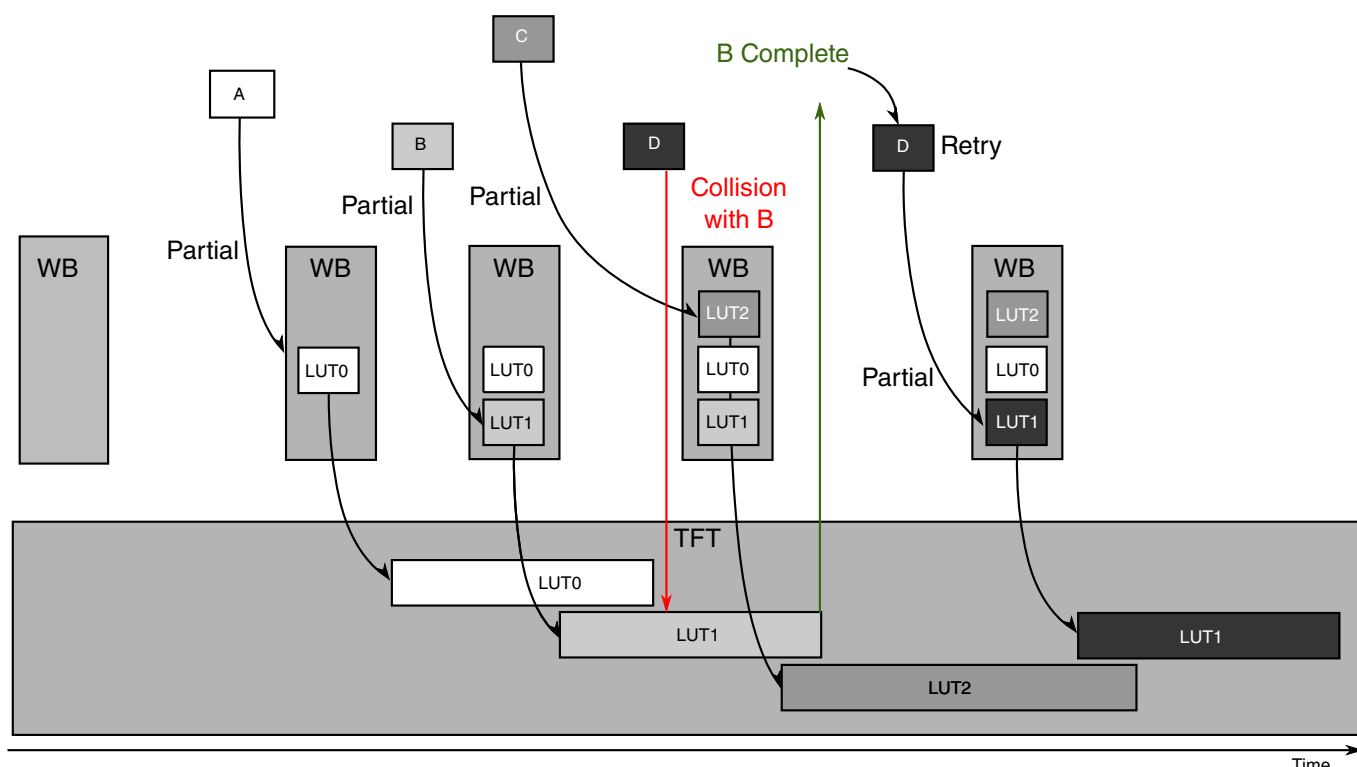 C
B Complete
A
B
D
D
Retry
Collision
with B
Partial
Partial
Partial
WB
WB
WB
WB
WB
LUT2
LUT2
LUT0
LUT0
LUT0
LUT0
Partial
LUT1
LUT1
LUT1
TFT
LUT0
LUT1
LUT1
LUT2
Time